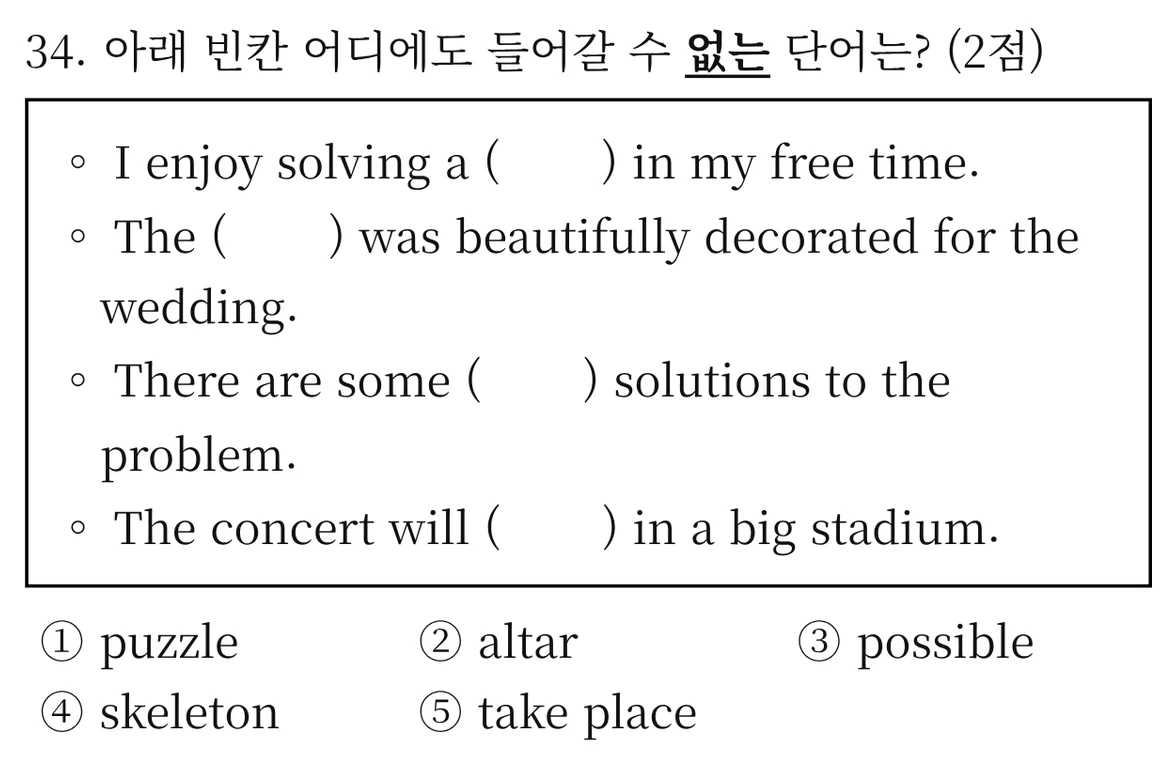 34. 아래 빈칸 어디에도 들어갈 수 없는 단어는? (2점)
◦ I enjoy solving a (      ) in my free time.
◦ The (      ) was beautifully decorated for the
wedding.
◦ There are some (      ) solutions to the
problem.
◦ The concert will (      ) in a big stadium.
① puzzle ② altar ③ possible
④ skeleton ⑤ take place